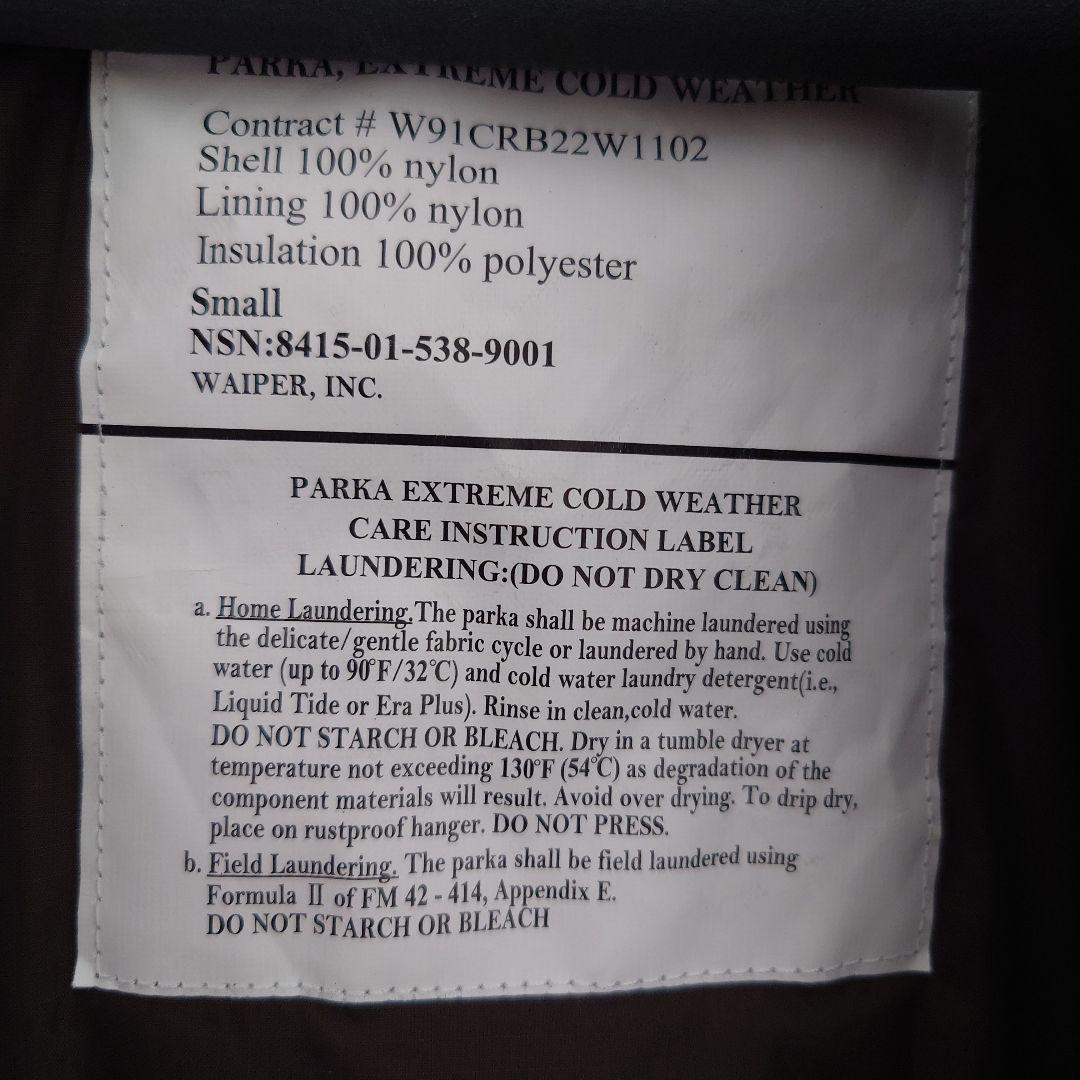 PARKA, EXTREME COLD WEATHER
Contract # W91CRB22W1102
Shell 100% nylon
Lining 100% nylon
Insulation 100% polyester
Small
NSN:8415-01-538-9001
WAIPER, INC.
PARKA EXTREME COLD WEATHER
CARE INSTRUCTION LABEL
LAUNDERING:(DO NOT DRY CLEAN)
a. Home Laundering.The parka shall be machine laundered using
the delicate/gentle fabric cycle or laundered by hand. Use cold
water (up to 90°F/32°C) and cold water laundry detergent(i.e.,
Liquid Tide or Era Plus). Rinse in clean,cold water.
DO NOT STARCH OR BLEACH. Dry in a tumble dryer at
temperature not exceeding 130°F (54°C) as degradation of the
component materials will result. Avoid over drying. To drip dry,
place on rustproof hanger. DO NOT PRESS.
b. Field Laundering. The parka shall be field laundered using
Formula II of FM 42 - 414, Appendix E.
DO NOT STARCH OR BLEACH